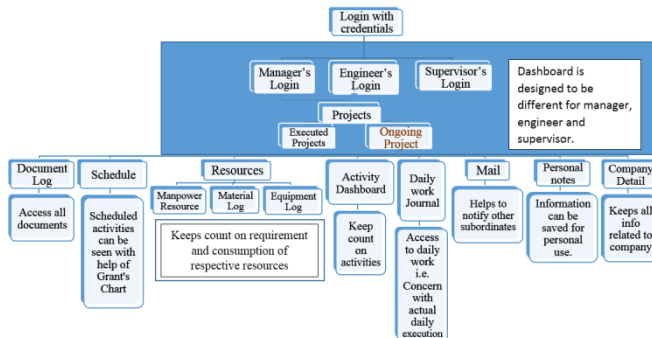 Login with
credentials
Manager's
Login
Engineer's
Login
Supervisor's
Login
Dashboard is
designed to be
different for manager,
engineer and
supervisor.
Projects
Executed
Projects
Ongoing
Project
Document
Log
Schedule
Resources
Activity
Dashboard
Daily
work
Journal
Mail
Personal
notes
Company
Detail
Access all
documents
Scheduled
activities
can be
seen with
help of
Grant's
Chart
Manpower
Resource
Material
Log
Equipment
Log
Keeps count on requirement
and consumption of
respective resources
Keep
count on
activities
Access to
daily work
i.e.
Concern
with
actual daily
execution
Helps to
notify other
subordinates
Information
can be
saved for
personal
use.
Keeps all
info
related to
company